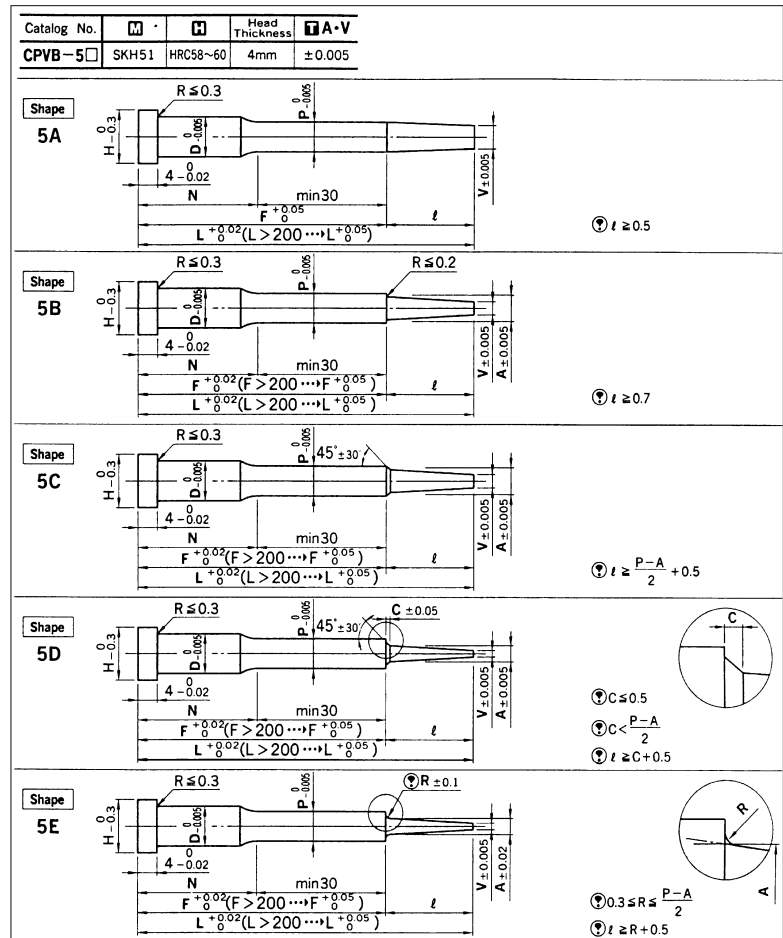 Catalog No. M H Head Thickness T A・V
CPVB－5□ SKH51 HRC58~60 4mm ±0.005
Shape
5A
R≦0.3
H 0 -0.3
D 0 -0.005
P 0 -0.005
V±0.005
4 0 -0.02
N
min30
F +0.05 0
ℓ
L +0.02 0 (L＞200 ····▸L +0.05 0 )
ℓ ≧0.5
Shape
5B
R≦0.3
R≦0.2
H 0 -0.3
D 0 -0.005
P 0 -0.005
V±0.005
A±0.005
4 0 -0.02
N
min30
F +0.02 0 (F＞200 ····▸F +0.05 0 )
ℓ
L +0.02 0 (L＞200 ····▸L +0.05 0 )
ℓ ≧0.7
Shape
5C
R≦0.3
45°±30′
H 0 -0.3
D 0 -0.005
P 0 -0.005
V±0.005
A±0.005
4 0 -0.02
N
min30
F +0.02 0 (F＞200 ····▸F +0.05 0 )
ℓ
L +0.02 0 (L＞200 ····▸L +0.05 0 )
ℓ ≧ P－A / 2 +0.5
Shape
5D
R≦0.3
45°±30′
C ±0.05
H 0 -0.3
D 0 -0.005
P 0 -0.005
V±0.005
A±0.005
4 0 -0.02
N
min30
F +0.02 0 (F＞200 ····▸F +0.05 0 )
ℓ
L +0.02 0 (L＞200 ····▸L +0.05 0 )
C
C≦0.5
C＜ P－A / 2
ℓ ≧C+0.5
Shape
5E
R≦0.3
R ±0.1
H 0 -0.3
D 0 -0.005
P 0 -0.005
V±0.005
A±0.02
4 0 -0.02
N
min30
F +0.02 0 (F＞200 ····▸F +0.05 0 )
ℓ
L +0.02 0 (L＞200 ····▸L +0.05 0 )
R
A
0.3≦R≦ P－A / 2
ℓ ≧R+0.5